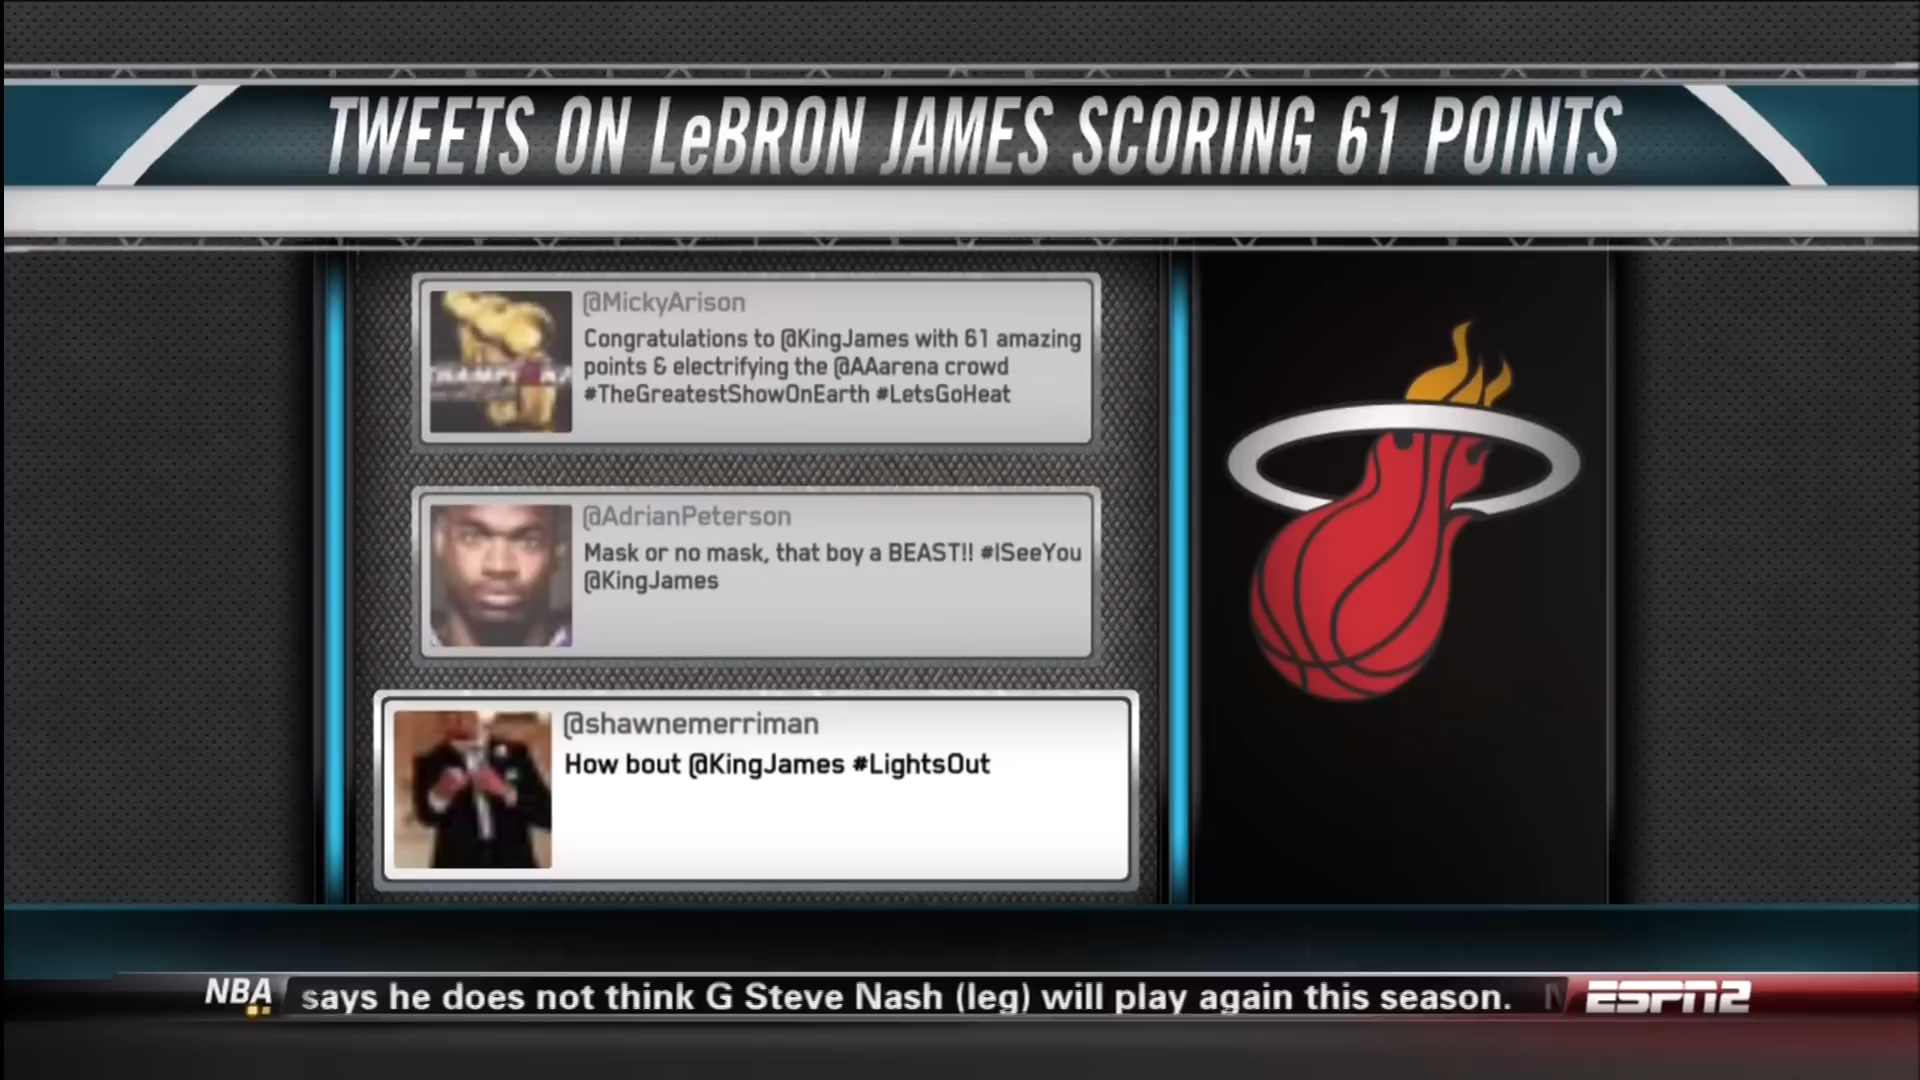 TWEETS ON LeBRON JAMES SCORING 61 POINTS
@MickyArison
Congratulations to @KingJames with 61 amazing
points & electrifying the @AAarena crowd
#TheGreatestShowOnEarth #LetsGoHeat
@AdrianPeterson
Mask or no mask, that boy a BEAST!! #ISeeYou
@KingJames
@shawnemerriman
How bout @KingJames #LightsOut
NBA says he does not think G Steve Nash (leg) will play again this season. ESPN2